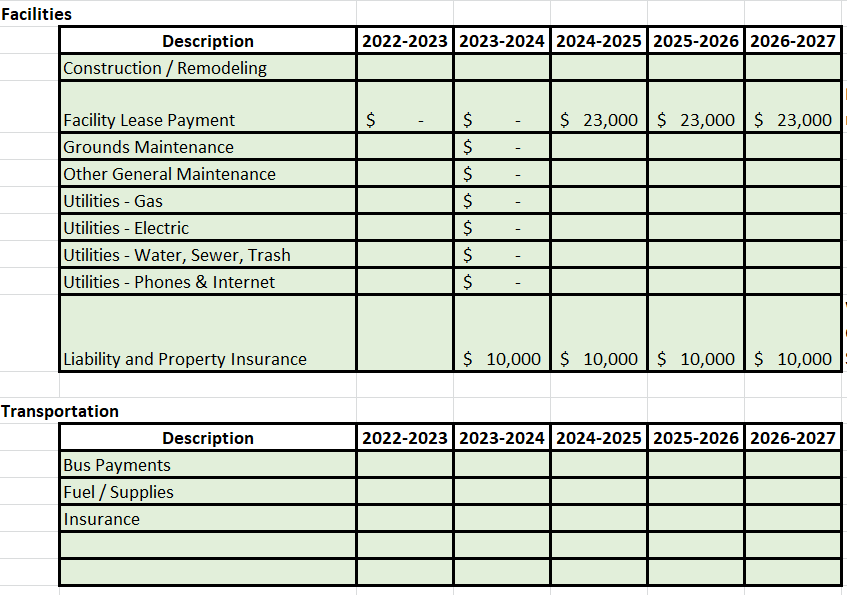 Facilities
Description 2022-2023 2023-2024 2024-2025 2025-2026 2026-2027
Construction / Remodeling
Facility Lease Payment $ - $ - $ 23,000 $ 23,000 $ 23,000
Grounds Maintenance $ -
Other General Maintenance $ -
Utilities - Gas $ -
Utilities - Electric $ -
Utilities - Water, Sewer, Trash $ -
Utilities - Phones & Internet $ -
Liability and Property Insurance $ 10,000 $ 10,000 $ 10,000 $ 10,000
Transportation
Description 2022-2023 2023-2024 2024-2025 2025-2026 2026-2027
Bus Payments
Fuel / Supplies
Insurance